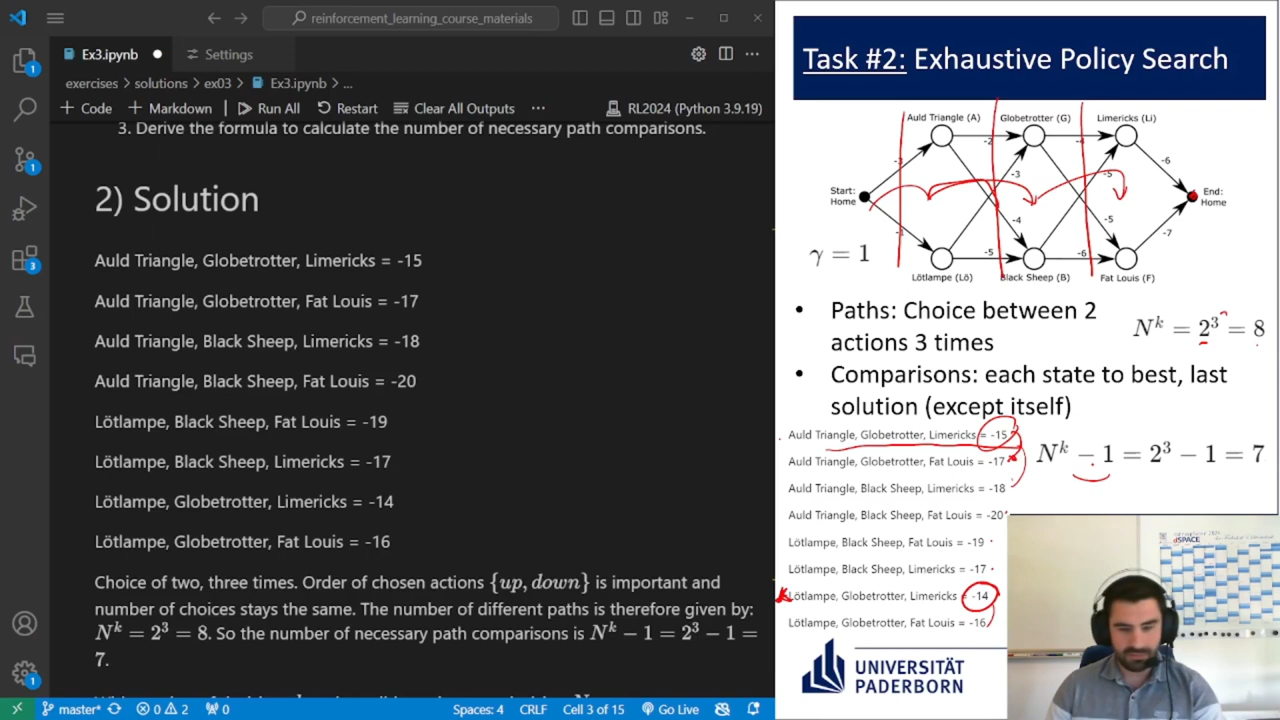 reinforcement_learning_course_materials
Ex3.ipynb
Settings
exercises > solutions > ex03 > Ex3.ipynb > ...
+ Code + Markdown Run All Restart Clear All Outputs ... RL2024 (Python 3.9.19)
3. Derive the formula to calculate the number of necessary path comparisons.
2) Solution
Auld Triangle, Globetrotter, Limericks = -15
Auld Triangle, Globetrotter, Fat Louis = -17
Auld Triangle, Black Sheep, Limericks = -18
Auld Triangle, Black Sheep, Fat Louis = -20
Lötlampe, Black Sheep, Fat Louis = -19
Lötlampe, Black Sheep, Limericks = -17
Lötlampe, Globetrotter, Limericks = -14
Lötlampe, Globetrotter, Fat Louis = -16
Choice of two, three times. Order of chosen actions {up, down} is important and
number of choices stays the same. The number of different paths is therefore given by:
N^k = 2^3 = 8. So the number of necessary path comparisons is N^k − 1 = 2^3 − 1 =
7.
1
3
1
master* 0 2 0 Spaces: 4 CRLF Cell 3 of 15 Go Live
Task #2: Exhaustive Policy Search
Auld Triangle (A) Globetrotter (G) Limericks (Li)
-2 -4
-3 -3 -5 -6
Start: Home
End: Home
-1 -4 -5 -7
-5 -6
Lötlampe (Lö) Black Sheep (B) Fat Louis (F)
γ = 1
• Paths: Choice between 2
actions 3 times
N^k = 2^3 = 8
• Comparisons: each state to best, last
solution (except itself)
N^k − 1 = 2^3 − 1 = 7
Auld Triangle, Globetrotter, Limericks = -15
Auld Triangle, Globetrotter, Fat Louis = -17
Auld Triangle, Black Sheep, Limericks = -18
Auld Triangle, Black Sheep, Fat Louis = -20
Lötlampe, Black Sheep, Fat Louis = -19
Lötlampe, Black Sheep, Limericks = -17
Lötlampe, Globetrotter, Limericks = -14
Lötlampe, Globetrotter, Fat Louis = -16
UNIVERSITÄT
PADERBORN
dSPACE